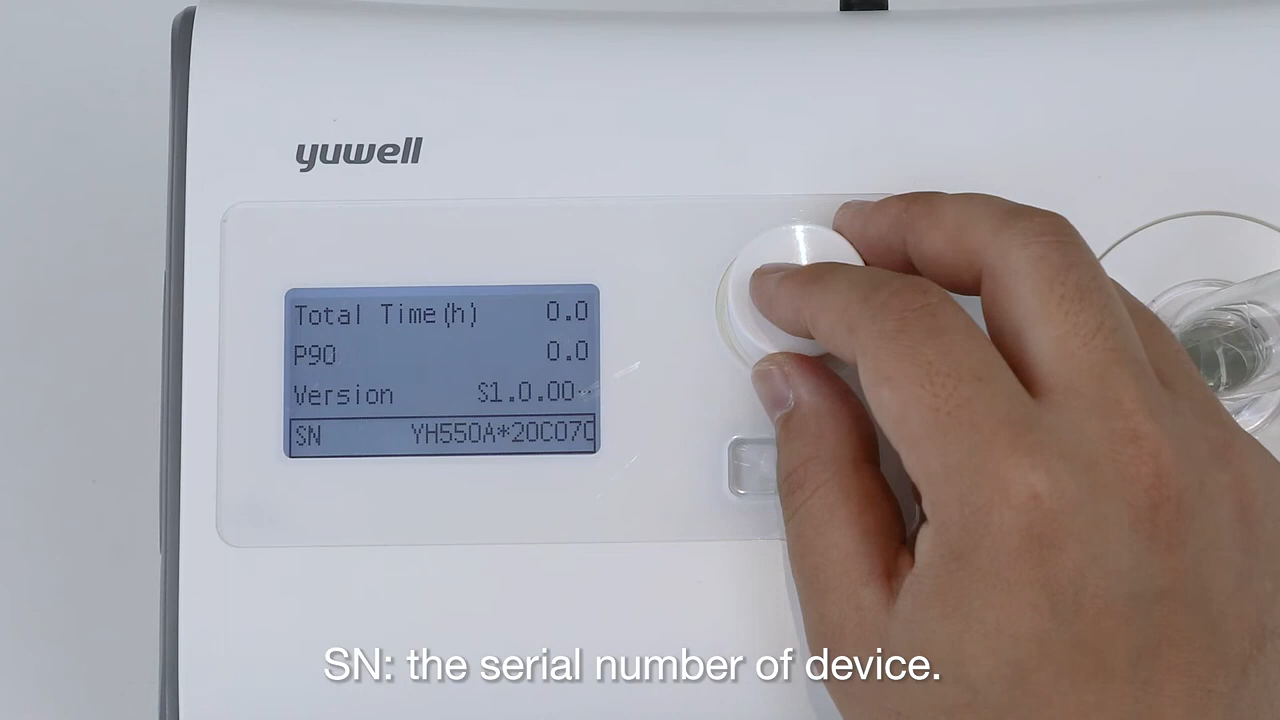 yuwell
Total Time(h) 0.0
P90 0.0
Version S1.0.00…
SN YH550A*20C070
SN: the serial number of device.